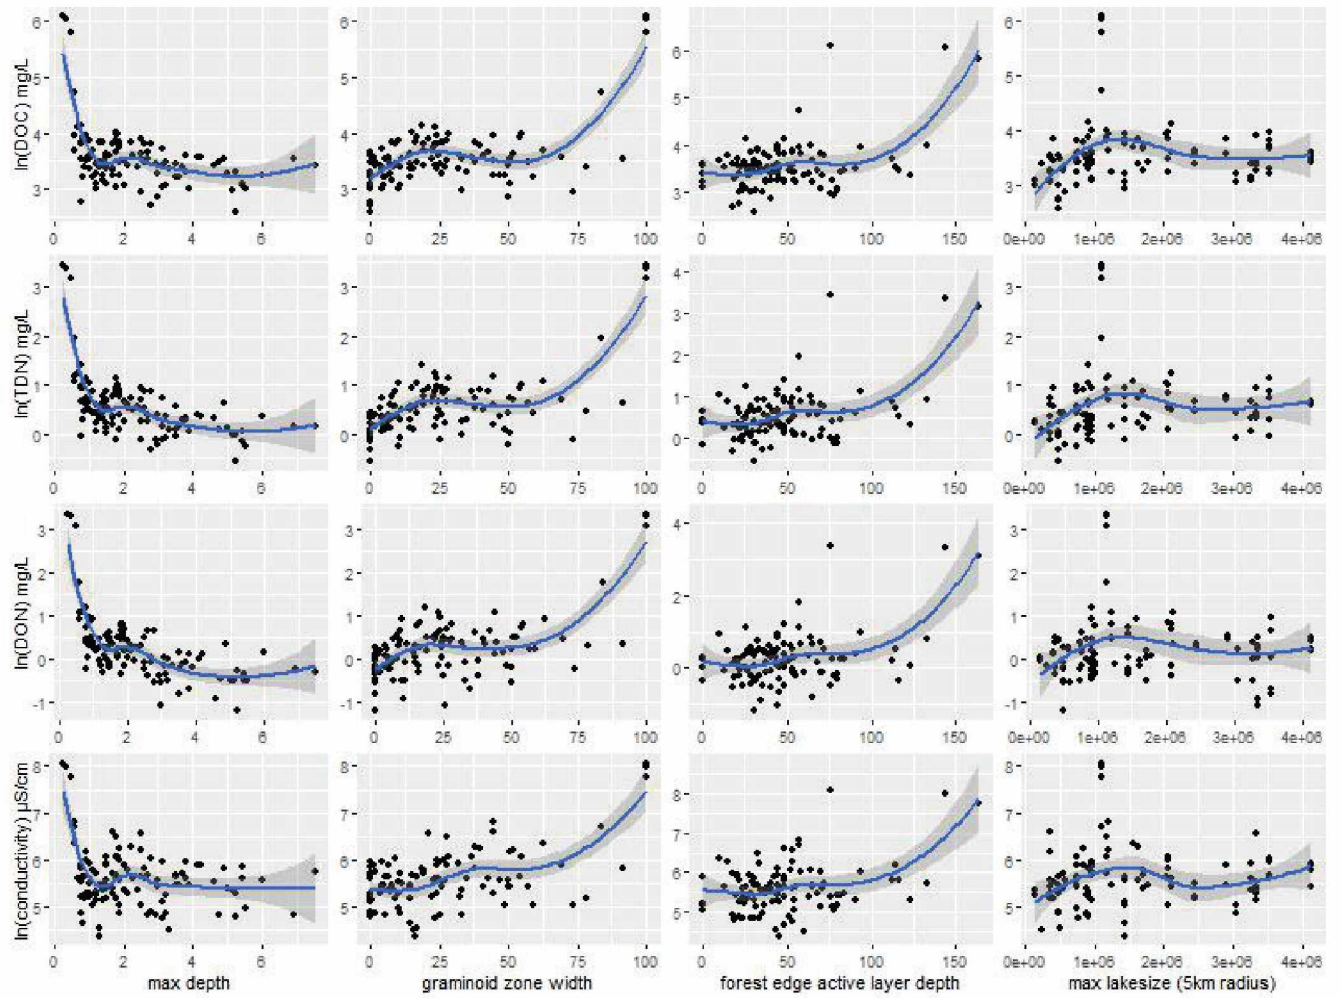 ln(DOC) mg/L
6
5
4
3
0 2 4 6
6
5
4
3
0 25 50 75 100
6
5
4
3
0 50 100 150
6
5
4
3
0e+00 1e+06 2e+06 3e+06 4e+06
ln(TDN) mg/L
3
2
1
0
0 2 4 6
3
2
1
0
0 25 50 75 100
4
3
2
1
0
0 50 100 150
3
2
1
0
0e+00 1e+06 2e+06 3e+06 4e+06
ln(DON) mg/L
3
2
1
0
-1
0 2 4 6
3
2
1
0
-1
0 25 50 75 100
4
2
0
0 50 100 150
3
2
1
0
-1
0e+00 1e+06 2e+06 3e+06 4e+06
ln(conductivity) µS/cm
8
7
6
5
0 2 4 6
max depth
8
7
6
5
0 25 50 75 100
graminoid zone width
8
7
6
5
0 50 100 150
forest edge active layer depth
8
7
6
5
0e+00 1e+06 2e+06 3e+06 4e+06
max lakesize (5km radius)